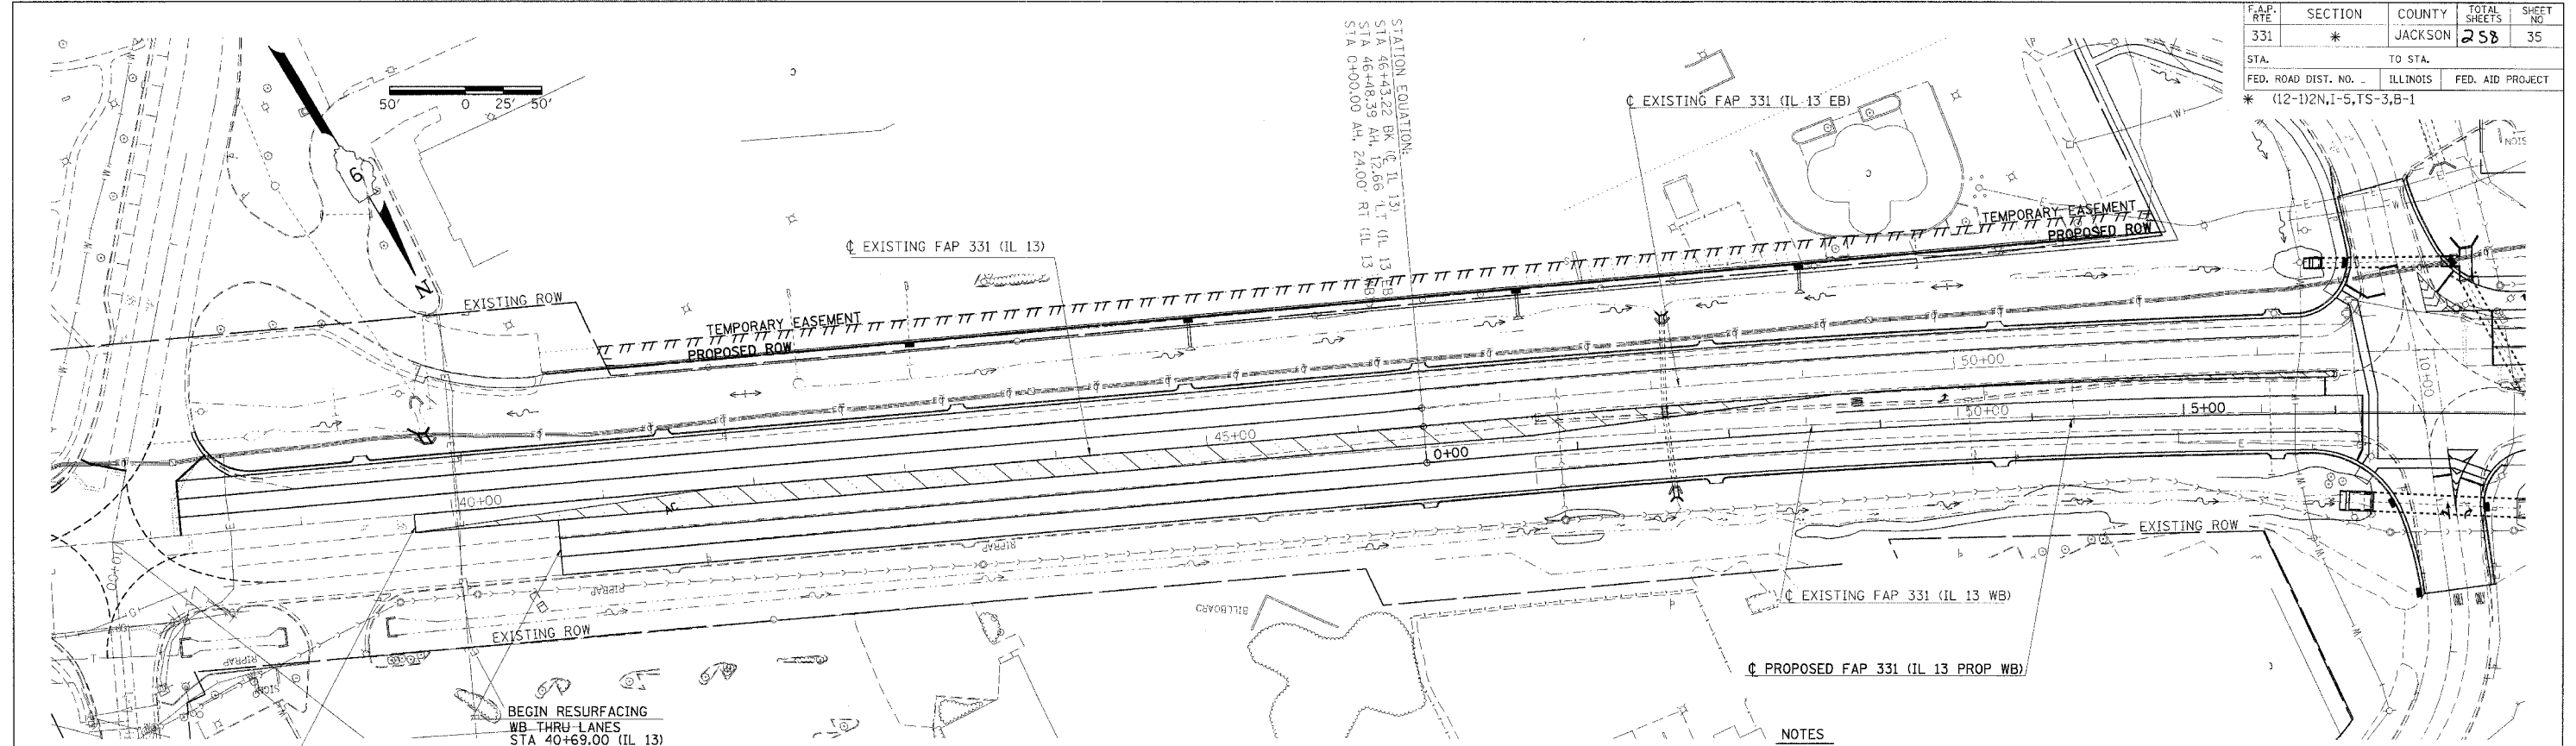 F.A.P. RTE SECTION COUNTY TOTAL SHEETS SHEET NO
331 * JACKSON 258 35
STA. TO STA.
FED. ROAD DIST. NO. _ ILLINOIS FED. AID PROJECT
* (12-1)2N,I-5,TS-3,B-1
50' 0 25' 50'
STATION EQUATION:
STA 46+43.22 BK (℄ IL 13)
STA 46+48.39 AH, 12.66' LT (IL 13 EB)
STA 0+00.00 AH, 24.00' RT (IL 13
℄ EXISTING FAP 331 (IL 13 EB)
℄ EXISTING FAP 331 (IL 13)
N
EXISTING ROW
TEMPORARY EASEMENT
PROPOSED ROW
TEMPORARY EASEMENT
PROPOSED ROW
50+00
10+00
50+00
5+00
45+00
0+00
40+00
AC
RIPRAP
RIPRAP
EXISTING ROW
EXISTING ROW
BILLBOARD
RIPRAP
SIGN
℄ EXISTING FAP 331 (IL 13 WB)
℄ PROPOSED FAP 331 (IL 13 PROP WB)
BEGIN RESURFACING
WB THRU LANES
STA 40+69.00 (IL 13)
NOTES